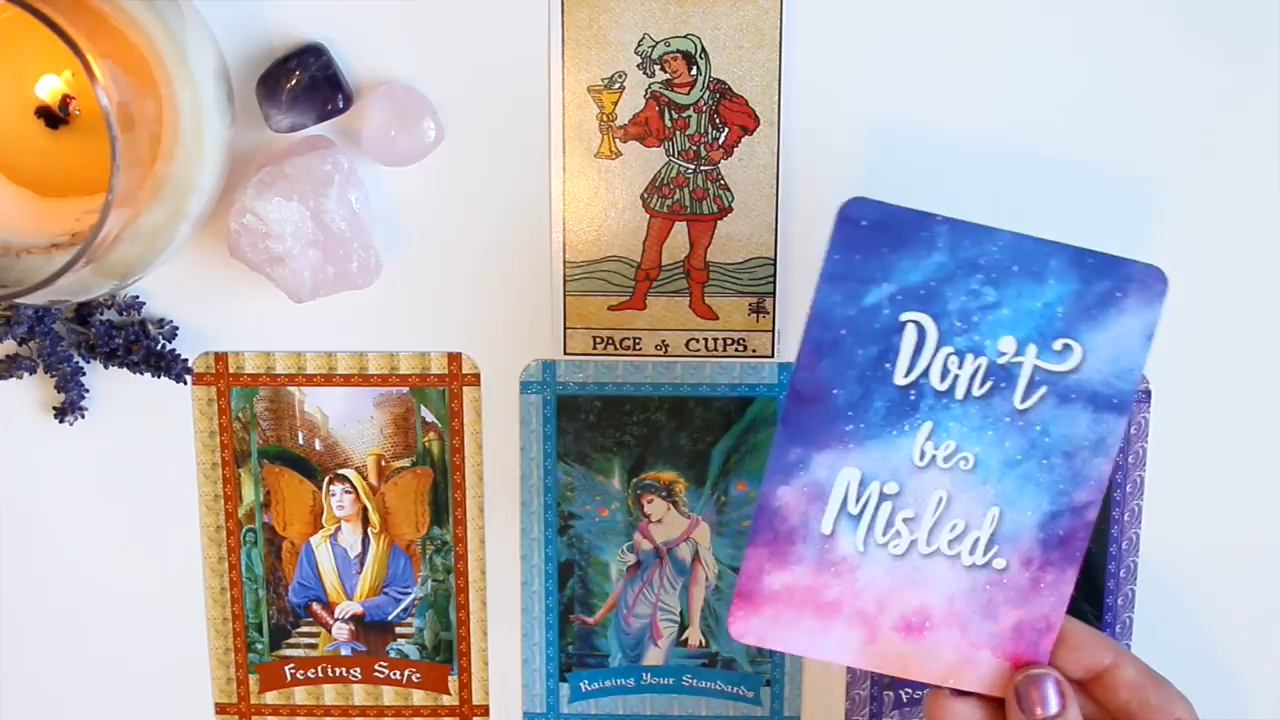 PAGE of CUPS.
Don't
be
Misled.
Feeling Safe
Raising Your Standards